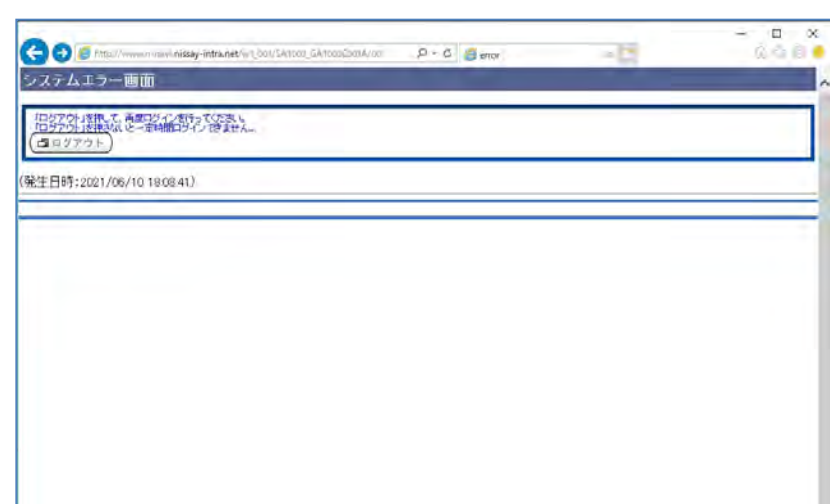 error
システムエラー画面
「ログアウト」を押して、再度ログインを行ってください。
「ログアウト」を押さないと一定時間ログインできません。
ログアウト
(発生日時:2021/06/10 18:08:41)